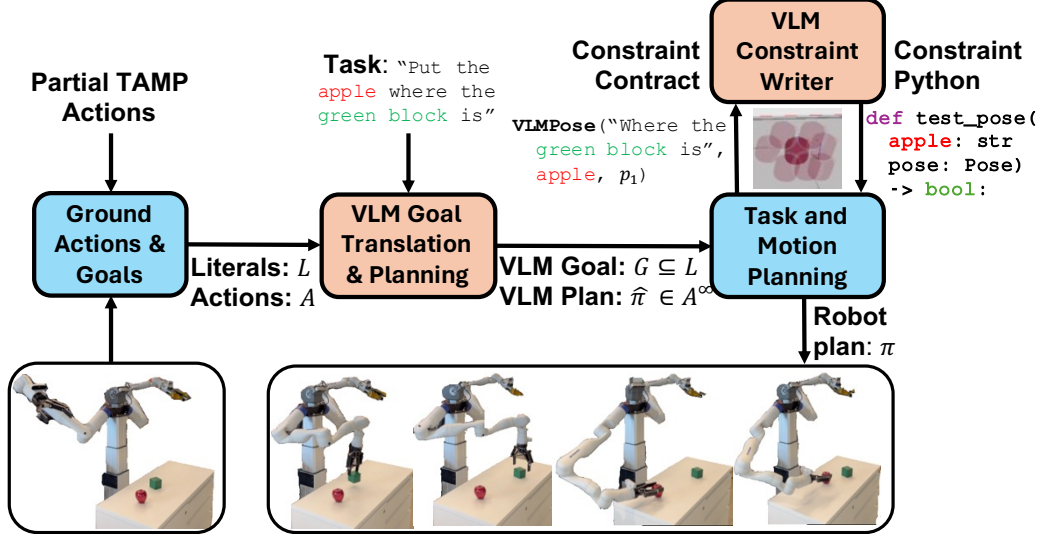 Partial TAMP
Actions
Task: “Put the
apple where the
green block is”
Constraint
Contract
VLM
Constraint
Writer
Constraint
Python
VLMPose(“Where the
green block is”,
apple, p₁)
def test_pose(
apple: str
pose: Pose)
-> bool:
Ground
Actions &
Goals
Literals: L
Actions: A
VLM Goal
Translation
& Planning
VLM Goal: G ⊆ L
VLM Plan: π̂ ∈ A^∞
Task and
Motion
Planning
Robot
plan: π